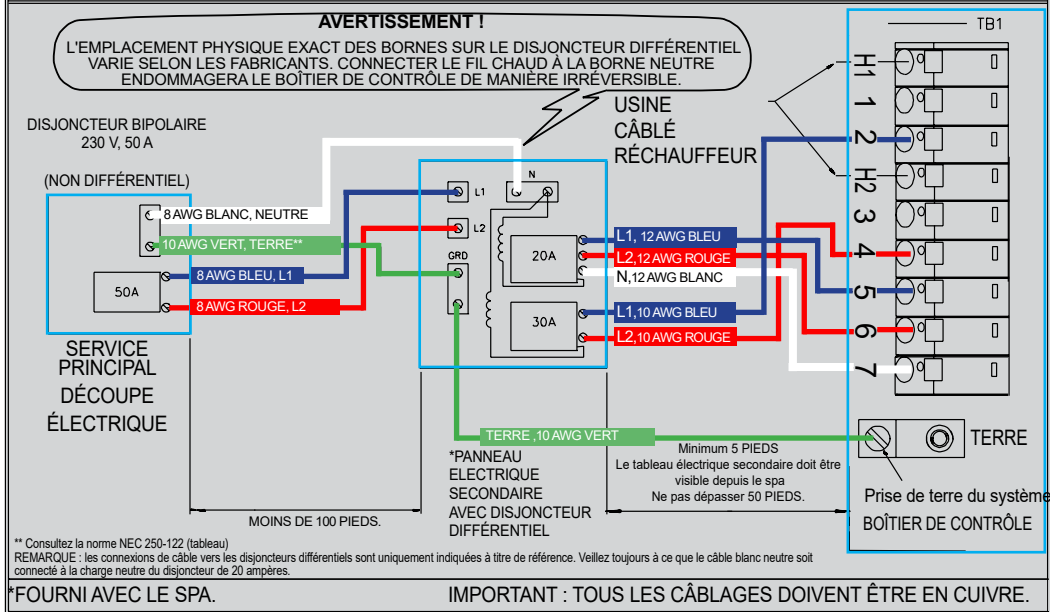 AVERTISSEMENT !
L'EMPLACEMENT PHYSIQUE EXACT DES BORNES SUR LE DISJONCTEUR DIFFÉRENTIEL
VARIE SELON LES FABRICANTS. CONNECTER LE FIL CHAUD À LA BORNE NEUTRE
ENDOMMAGERA LE BOÎTIER DE CONTRÔLE DE MANIÈRE IRRÉVERSIBLE.
DISJONCTEUR BIPOLAIRE
230 V, 50 A
(NON DIFFÉRENTIEL)
8 AWG BLANC, NEUTRE
10 AWG VERT, TERRE**
8 AWG BLEU, L1
50A
8 AWG ROUGE, L2
SERVICE
PRINCIPAL
DÉCOUPE
ÉLECTRIQUE
MOINS DE 100 PIEDS.
N
L1
L2
GRD
20A
30A
USINE
CÂBLÉ
RÉCHAUFFEUR
L1, 12 AWG BLEU
L2,12 AWG ROUGE
N,12 AWG BLANC
L1,10 AWG BLEU
L2,10 AWG ROUGE
TERRE ,10 AWG VERT
*PANNEAU
ELECTRIQUE
SECONDAIRE
AVEC DISJONCTEUR
DIFFÉRENTIEL
Minimum 5 PIEDS
Le tableau électrique secondaire doit être
visible depuis le spa
Ne pas dépasser 50 PIEDS.
TB1
H1
1
2
H2
3
4
5
6
7
TERRE
Prise de terre du système
BOÎTIER DE CONTRÔLE
** Consultez la norme NEC 250-122 (tableau)
REMARQUE : les connexions de câble vers les disjoncteurs différentiels sont uniquement indiquées à titre de référence. Veillez toujours à ce que le câble blanc neutre soit
connecté à la charge neutre du disjoncteur de 20 ampères.
*FOURNI AVEC LE SPA.
IMPORTANT : TOUS LES CÂBLAGES DOIVENT ÊTRE EN CUIVRE.